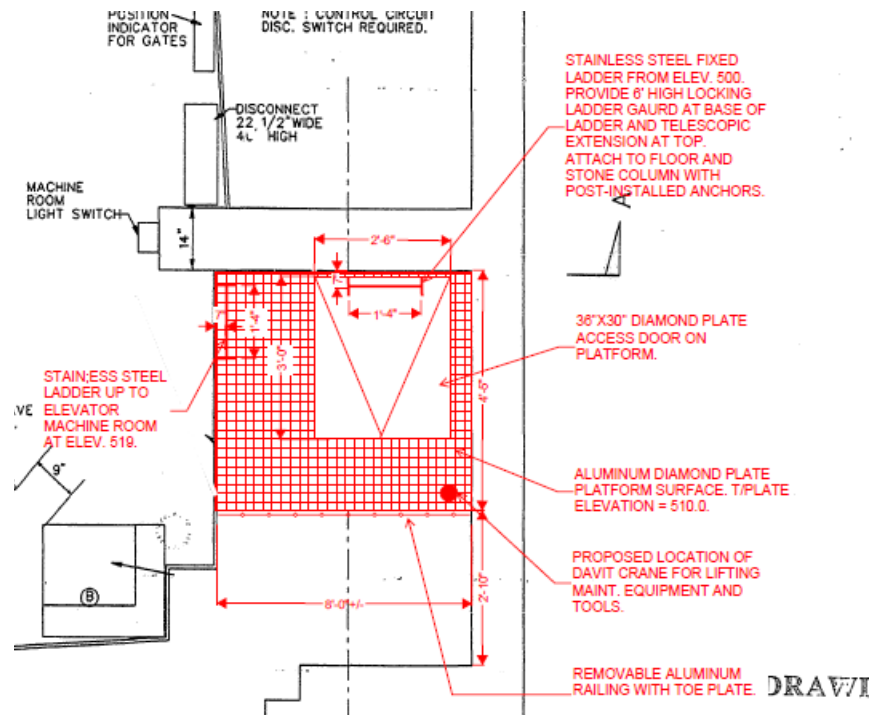 POSITION
INDICATOR
FOR GATES
NOTE : CONTROL CIRCUIT
DISC. SWITCH REQUIRED.
STAINLESS STEEL FIXED
LADDER FROM ELEV. 500.
PROVIDE 6' HIGH LOCKING
LADDER GAURD AT BASE OF
LADDER AND TELESCOPIC
EXTENSION AT TOP.
ATTACH TO FLOOR AND
STONE COLUMN WITH
POST-INSTALLED ANCHORS.
DISCONNECT
22 1/2" WIDE
HIGH
MACHINE
ROOM
LIGHT SWITCH
14"
A
2'-6"
7"
1'-4"
7"
1'-4"
3'-0"
36"X30" DIAMOND PLATE
ACCESS DOOR ON
PLATFORM.
STAIN;ESS STEEL
LADDER UP TO
ELEVATOR
MACHINE ROOM
AT ELEV. 519.
AVE
9"
ALUMINUM DIAMOND PLATE
PLATFORM SURFACE. T/PLATE
ELEVATION = 510.0.
PROPOSED LOCATION OF
DAVIT CRANE FOR LIFTING
MAINT. EQUIPMENT AND
TOOLS.
B
8'-0"+/-
2'-10"
REMOVABLE ALUMINUM
RAILING WITH TOE PLATE.
DRAWI